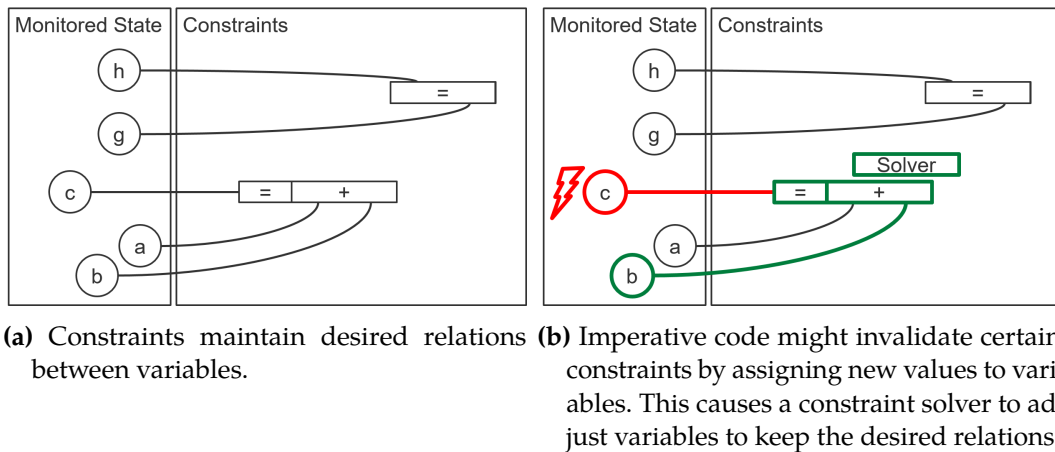 Monitored State
Constraints
h
=
g
c
= +
a
b
Monitored State
Constraints
h
=
g
Solver
c
= +
a
b
(a) Constraints maintain desired relations
between variables.
(b) Imperative code might invalidate certain
constraints by assigning new values to vari
ables. This causes a constraint solver to ad
just variables to keep the desired relations